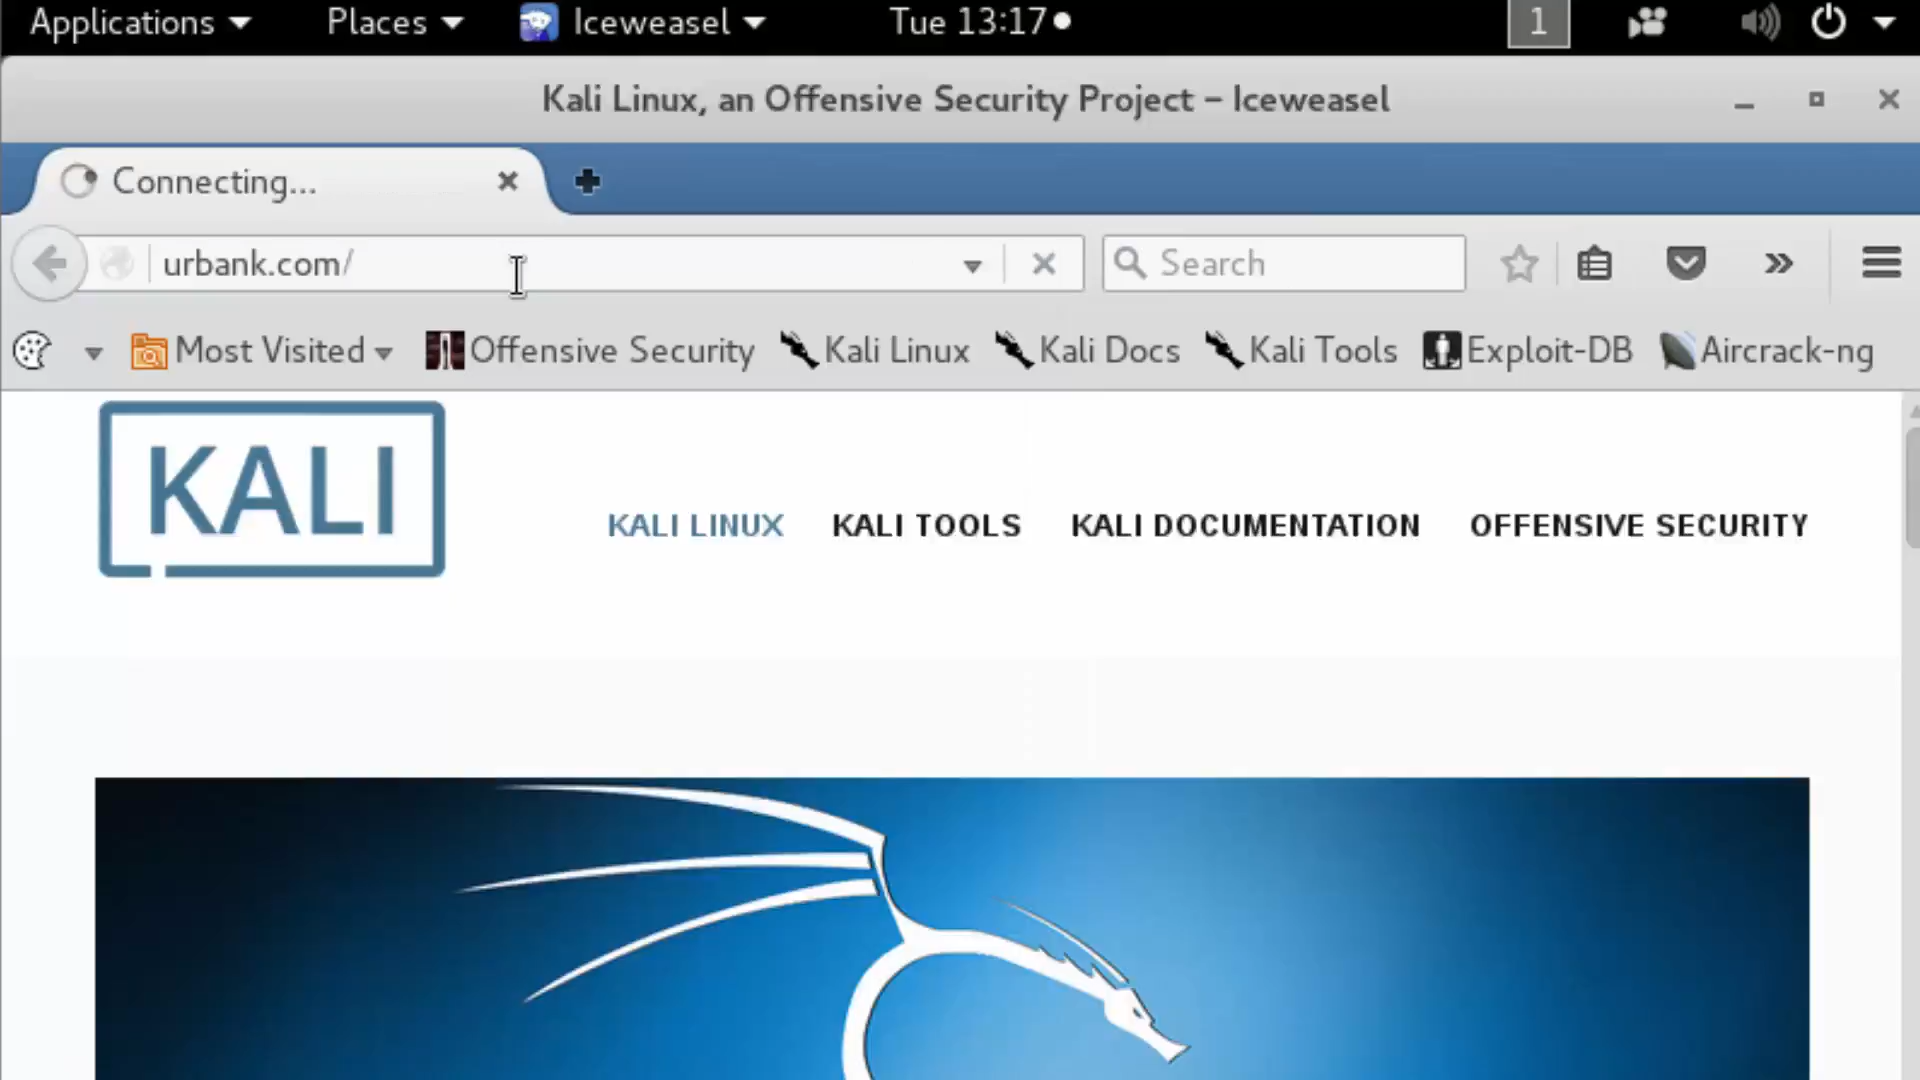 Applications Places Iceweasel Tue 13:17 1
Kali Linux, an Offensive Security Project – Iceweasel
Connecting...
urbank.com/ Search
Most Visited Offensive Security Kali Linux Kali Docs Kali Tools Exploit-DB Aircrack-ng
KALI
KALI LINUX KALI TOOLS KALI DOCUMENTATION OFFENSIVE SECURITY